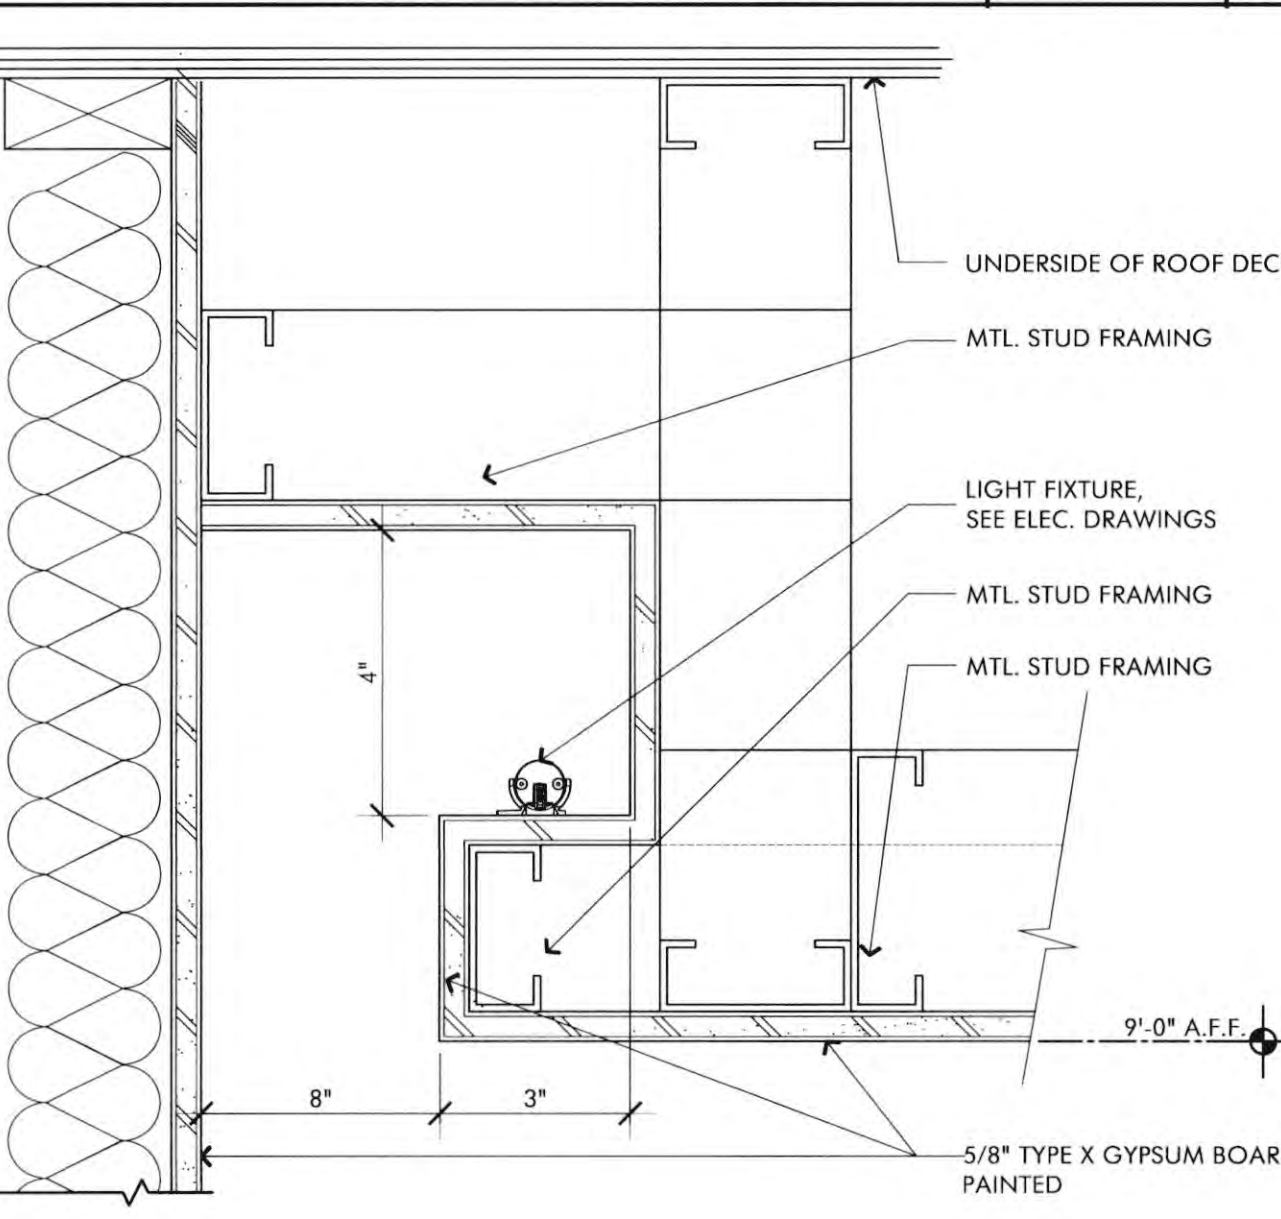 UNDERSIDE OF ROOF DEC
MTL. STUD FRAMING
LIGHT FIXTURE,
SEE ELEC. DRAWINGS
MTL. STUD FRAMING
MTL. STUD FRAMING
4"
9'-0" A.F.F.
8"
3"
5/8" TYPE X GYPSUM BOAR
PAINTED